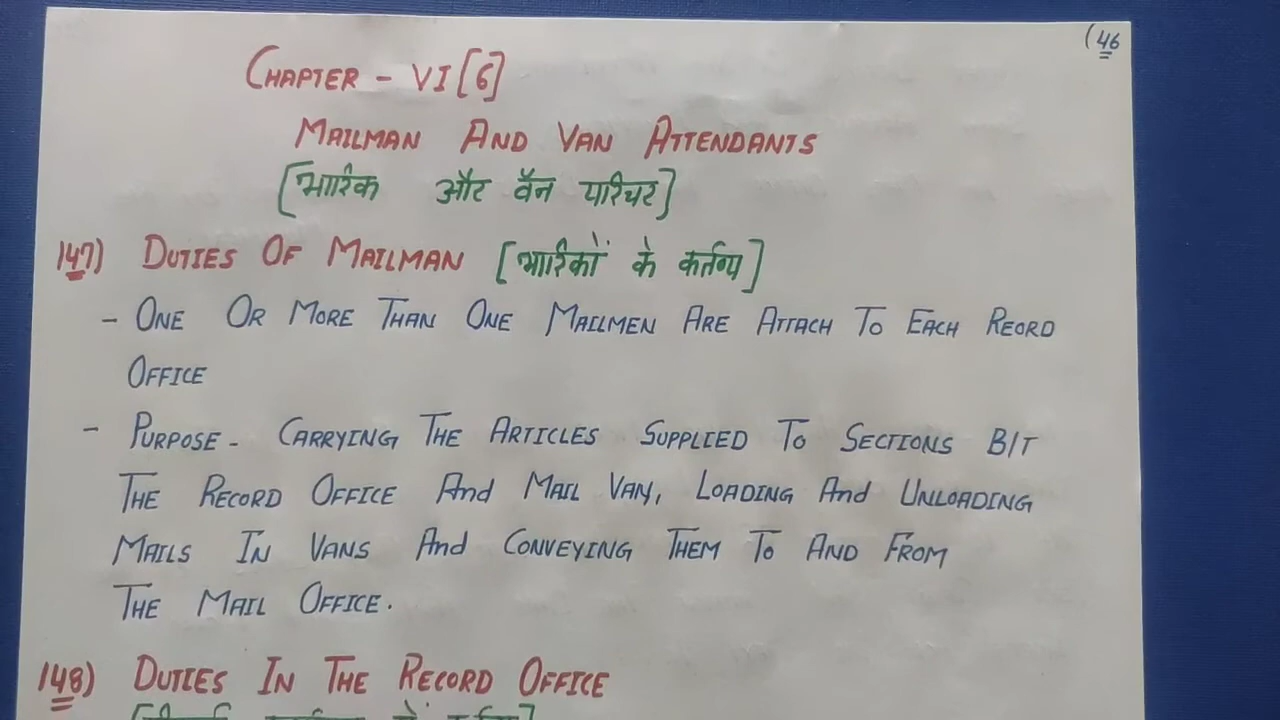 (46
CHAPTER - VI [6]
MAILMAN AND VAN ATTENDANTS
[भारिक और वॅन परिचर]
147) DUTIES OF MAILMAN [भारिकों के कर्तव्य]
- ONE OR MORE THAN ONE MAILMEN ARE ATTACH TO EACH REORD
OFFICE
- PURPOSE - CARRYING THE ARTICLES SUPPLIED TO SECTIONS B/T
THE RECORD OFFICE And MAIL VAN, LOADING And UNLOADING
MAILS IN VANS And CONVEYING THEM TO AND FROM
THE MAIL OFFICE.
148) DUTIES IN THE RECORD OFFICE